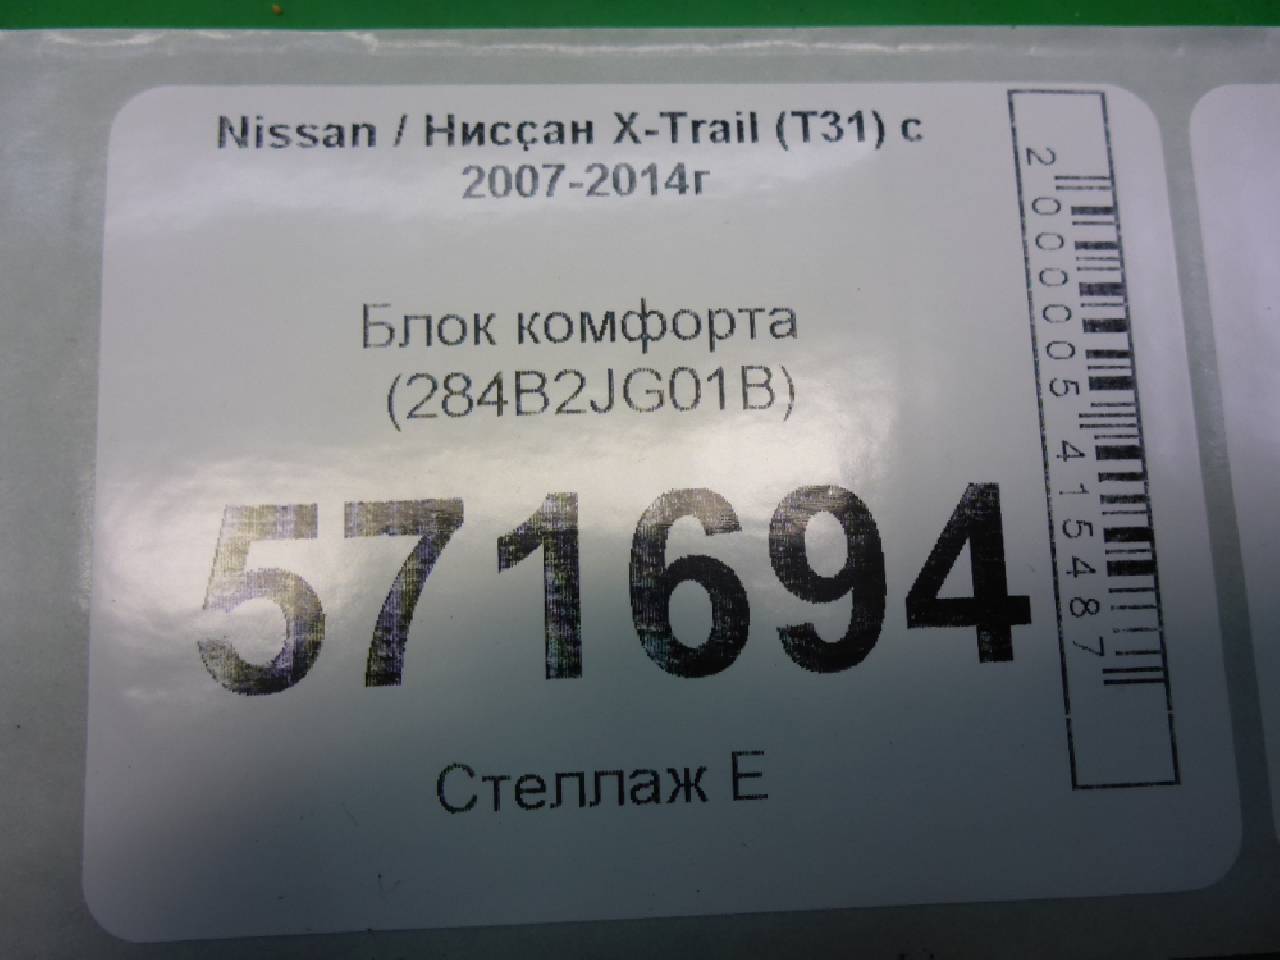 Nissan / Ниссан X-Trail (T31) с
2007-2014г
Блок комфорта
(284B2JG01B)
571694
Стеллаж Е
2000005415487